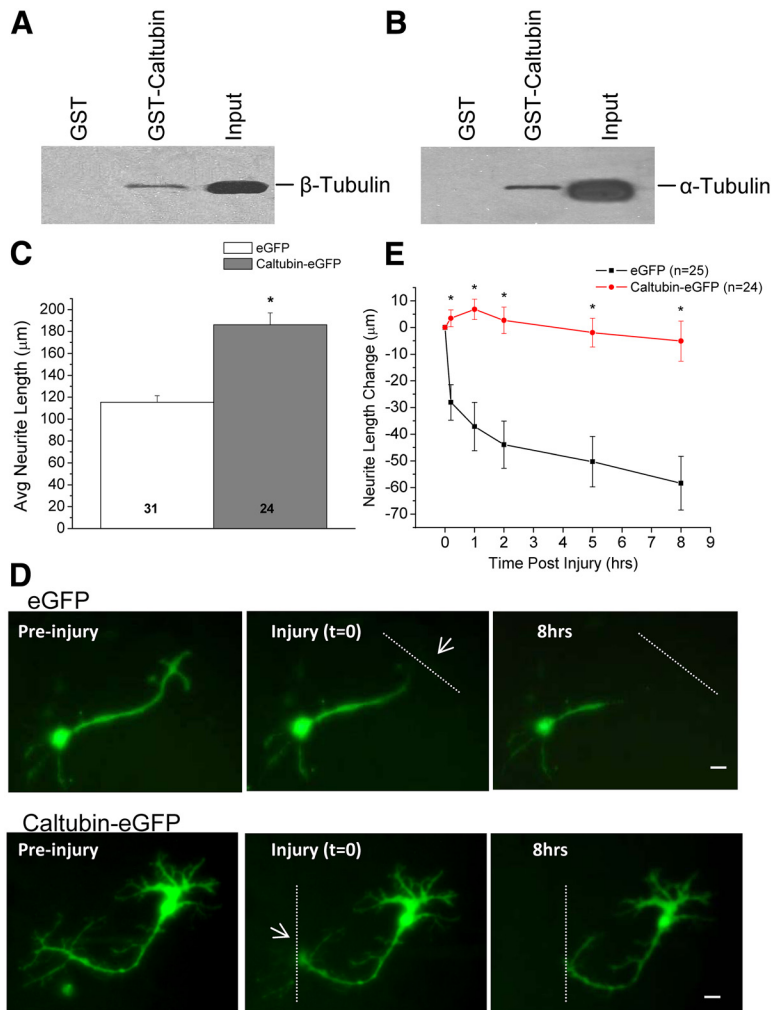 A
GST
GST-Caltubin
Input
β-Tubulin
B
GST
GST-Caltubin
Input
α-Tubulin
C
eGFP
Caltubin-eGFP
*
200
180
160
140
120
100
80
60
40
20
0
Avg Neurite Length (μm)
31
24
E
eGFP (n=25)
Caltubin-eGFP (n=24)
* * * * *
10
0
-10
-20
-30
-40
-50
-60
-70
Neurite Length Change (μm)
0 1 2 3 4 5 6 7 8 9
Time Post Injury (hrs)
D
eGFP
Pre-injury
Injury (t=0)
8hrs
Caltubin-eGFP
Pre-injury
Injury (t=0)
8hrs